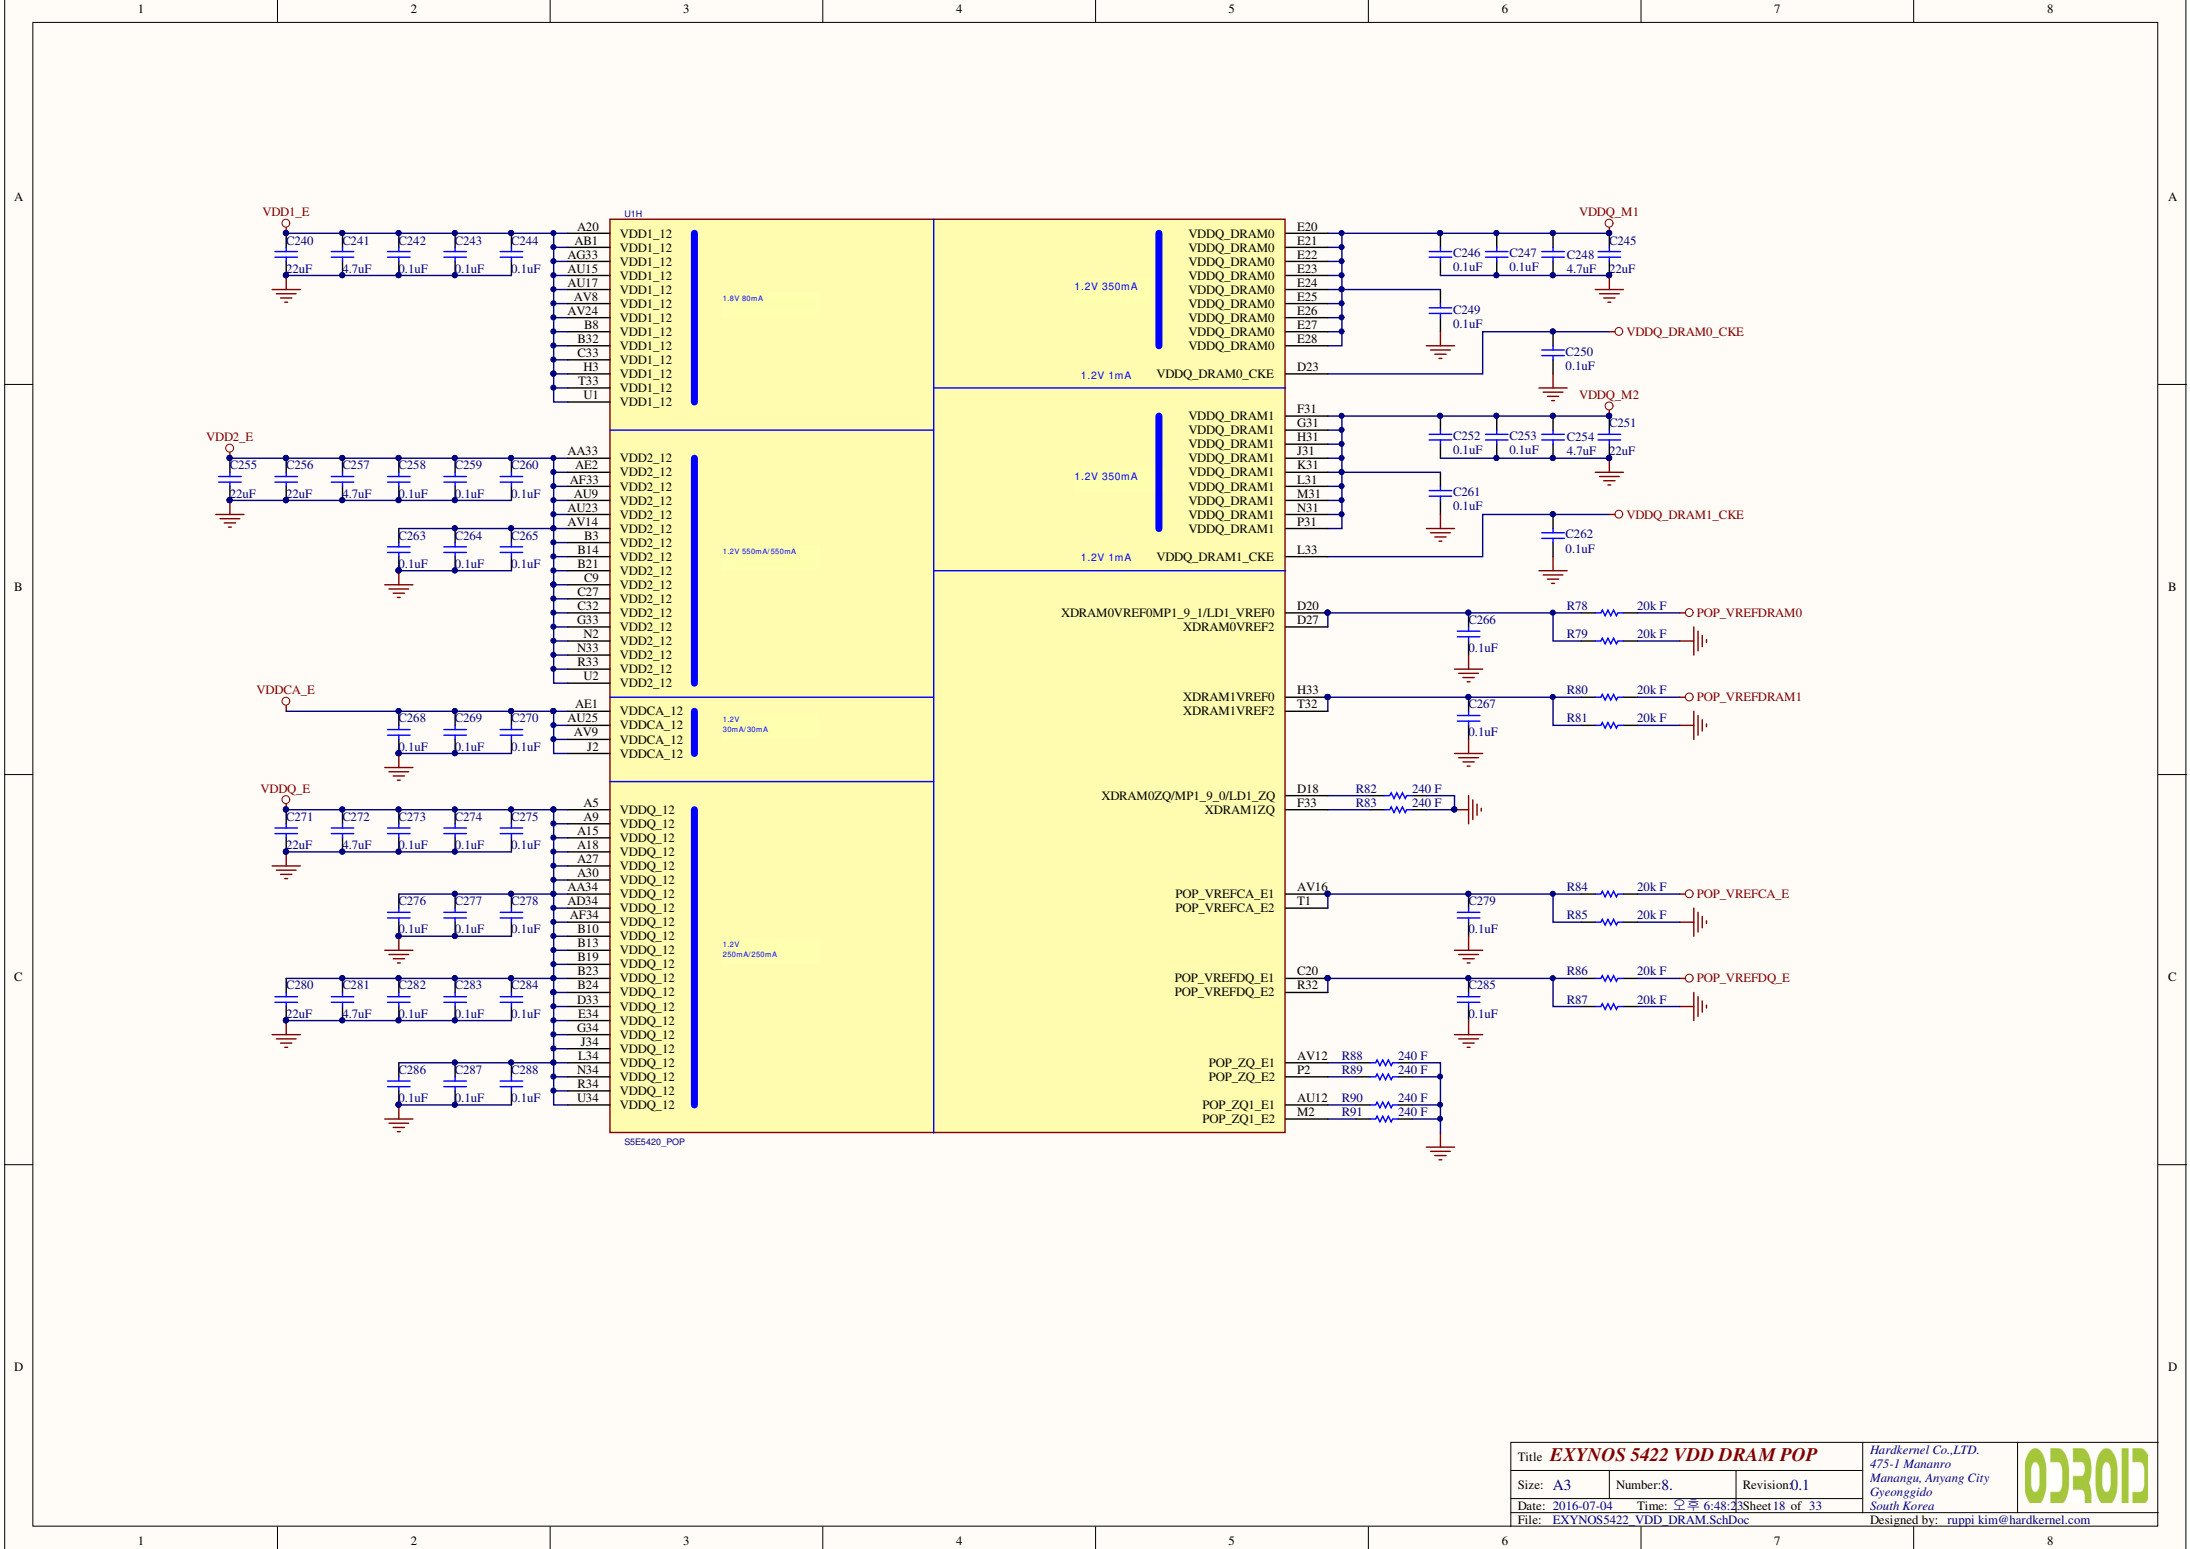 1 2 3 4 5 6 7 8
A A
B B
C C
D D
VDD1_E
C240 C241 C242 C243 C244
22uF 4.7uF 0.1uF 0.1uF 0.1uF
VDD2_E
C255 C256 C257 C258 C259 C260
22uF 22uF 4.7uF 0.1uF 0.1uF 0.1uF
C263 C264 C265
0.1uF 0.1uF 0.1uF
VDDCA_E
C268 C269 C270
0.1uF 0.1uF 0.1uF
VDDQ_E
C271 C272 C273 C274 C275
22uF 4.7uF 0.1uF 0.1uF 0.1uF
C276 C277 C278
0.1uF 0.1uF 0.1uF
C280 C281 C282 C283 C284
22uF 4.7uF 0.1uF 0.1uF 0.1uF
C286 C287 C288
0.1uF 0.1uF 0.1uF
U1H
A20 VDD1_12
AB1 VDD1_12
AG33 VDD1_12
AU15 VDD1_12
AU17 VDD1_12
AV8 VDD1_12
AV24 VDD1_12
B8 VDD1_12
B32 VDD1_12
C33 VDD1_12
H3 VDD1_12
T33 VDD1_12
U1 VDD1_12
1.8V 80mA
AA33 VDD2_12
AE2 VDD2_12
AF33 VDD2_12
AU9 VDD2_12
AU23 VDD2_12
AV14 VDD2_12
B3 VDD2_12
B14 VDD2_12
B21 VDD2_12
C9 VDD2_12
C27 VDD2_12
C32 VDD2_12
G33 VDD2_12
N2 VDD2_12
N33 VDD2_12
R33 VDD2_12
U2 VDD2_12
1.2V 550mA/550mA
AE1 VDDCA_12
AU25 VDDCA_12
AV9 VDDCA_12
J2 VDDCA_12
1.2V
30mA/30mA
A5 VDDQ_12
A9 VDDQ_12
A15 VDDQ_12
A18 VDDQ_12
A27 VDDQ_12
A30 VDDQ_12
AA34 VDDQ_12
AD34 VDDQ_12
AF34 VDDQ_12
B10 VDDQ_12
B13 VDDQ_12
B19 VDDQ_12
B23 VDDQ_12
B24 VDDQ_12
D33 VDDQ_12
E34 VDDQ_12
G34 VDDQ_12
J34 VDDQ_12
L34 VDDQ_12
N34 VDDQ_12
R34 VDDQ_12
U34 VDDQ_12
1.2V
250mA/250mA
S5E5420_POP
VDDQ_DRAM0 E20
VDDQ_DRAM0 E21
VDDQ_DRAM0 E22
VDDQ_DRAM0 E23
VDDQ_DRAM0 E24
VDDQ_DRAM0 E25
VDDQ_DRAM0 E26
VDDQ_DRAM0 E27
VDDQ_DRAM0 E28
1.2V 350mA
1.2V 1mA VDDQ_DRAM0_CKE D23
VDDQ_DRAM1 F31
VDDQ_DRAM1 G31
VDDQ_DRAM1 H31
VDDQ_DRAM1 J31
VDDQ_DRAM1 K31
VDDQ_DRAM1 L31
VDDQ_DRAM1 M31
VDDQ_DRAM1 N31
VDDQ_DRAM1 P31
1.2V 350mA
1.2V 1mA VDDQ_DRAM1_CKE L33
XDRAM0VREF0MP1_9_1/LD1_VREF0 D20
XDRAM0VREF2 D27
XDRAM1VREF0 H33
XDRAM1VREF2 T32
XDRAM0ZQ/MP1_9_0/LD1_ZQ D18 R82 240 F
XDRAM1ZQ F33 R83 240 F
POP_VREFCA_E1 AV16
POP_VREFCA_E2 T1
POP_VREFDQ_E1 C20
POP_VREFDQ_E2 R32
POP_ZQ_E1 AV12 R88 240 F
POP_ZQ_E2 P2 R89 240 F
POP_ZQ1_E1 AU12 R90 240 F
POP_ZQ1_E2 M2 R91 240 F
VDDQ_M1
C246 C247 C248 C245
0.1uF 0.1uF 4.7uF 22uF
C249
0.1uF
VDDQ_DRAM0_CKE
C250
0.1uF
VDDQ_M2
C252 C253 C254 C251
0.1uF 0.1uF 4.7uF 22uF
C261
0.1uF
VDDQ_DRAM1_CKE
C262
0.1uF
R78 20k F POP_VREFDRAM0
C266
R79 20k F
0.1uF
R80 20k F POP_VREFDRAM1
C267
R81 20k F
0.1uF
R84 20k F POP_VREFCA_E
C279
R85 20k F
0.1uF
R86 20k F POP_VREFDQ_E
C285
R87 20k F
0.1uF
Title EXYNOS 5422 VDD DRAM POP
Size: A3 Number:8. Revision:0.1
Date: 2016-07-04 Time: 오후 6:48:23 Sheet 18 of 33
File: EXYNOS5422_VDD_DRAM.SchDoc
Hardkernel Co.,LTD.
475-1 Mananro
Manangu, Anyang City
Gyeonggido
South Korea
Designed by: ruppi kim@hardkernel.com
ODROID
1 2 3 4 5 6 7 8